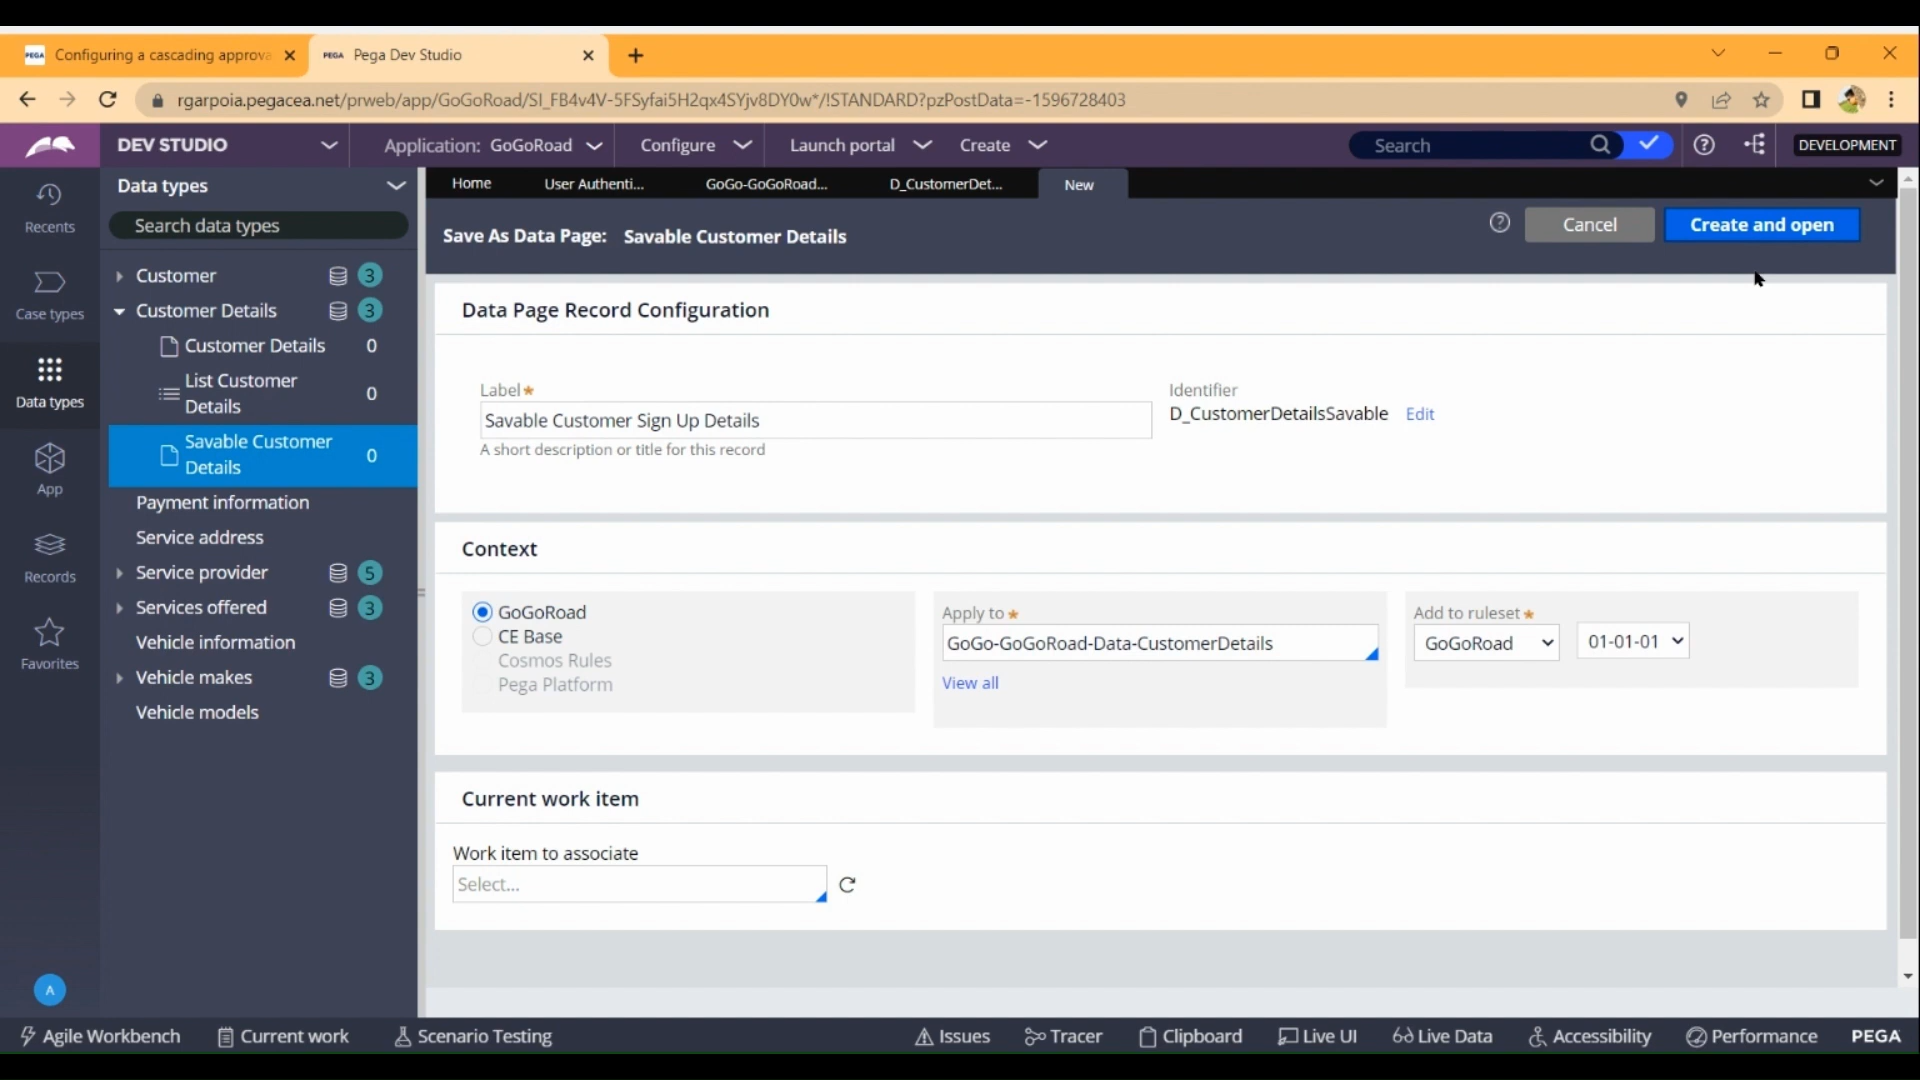 PEGA Configuring a cascading approva
PEGA Pega Dev Studio
rgarpoia.pegacea.net/prweb/app/GoGoRoad/SI_FB4v4V-5FSyfai5H2qx4SYjv8DY0w*/!STANDARD?pzPostData=-1596728403
DEV STUDIO
Application: GoGoRoad
Configure
Launch portal
Create
Search
DEVELOPMENT
Recents
Case types
Data types
App
Records
Favorites
A
Data types
Search data types
Customer 3
Customer Details 3
Customer Details 0
List Customer
Details 0
Savable Customer
Details 0
Payment information
Service address
Service provider 5
Services offered 3
Vehicle information
Vehicle makes 3
Vehicle models
Home
User Authenti...
GoGo-GoGoRoad...
D_CustomerDet...
New
Save As Data Page: Savable Customer Details
Cancel
Create and open
Data Page Record Configuration
Label*
Savable Customer Sign Up Details
A short description or title for this record
Identifier
D_CustomerDetailsSavable Edit
Context
GoGoRoad
CE Base
Cosmos Rules
Pega Platform
Apply to *
GoGo-GoGoRoad-Data-CustomerDetails
View all
Add to ruleset*
GoGoRoad 01-01-01
Current work item
Work item to associate
Select...
Agile Workbench
Current work
Scenario Testing
Issues
Tracer
Clipboard
Live UI
Live Data
Accessibility
Performance
PEGA